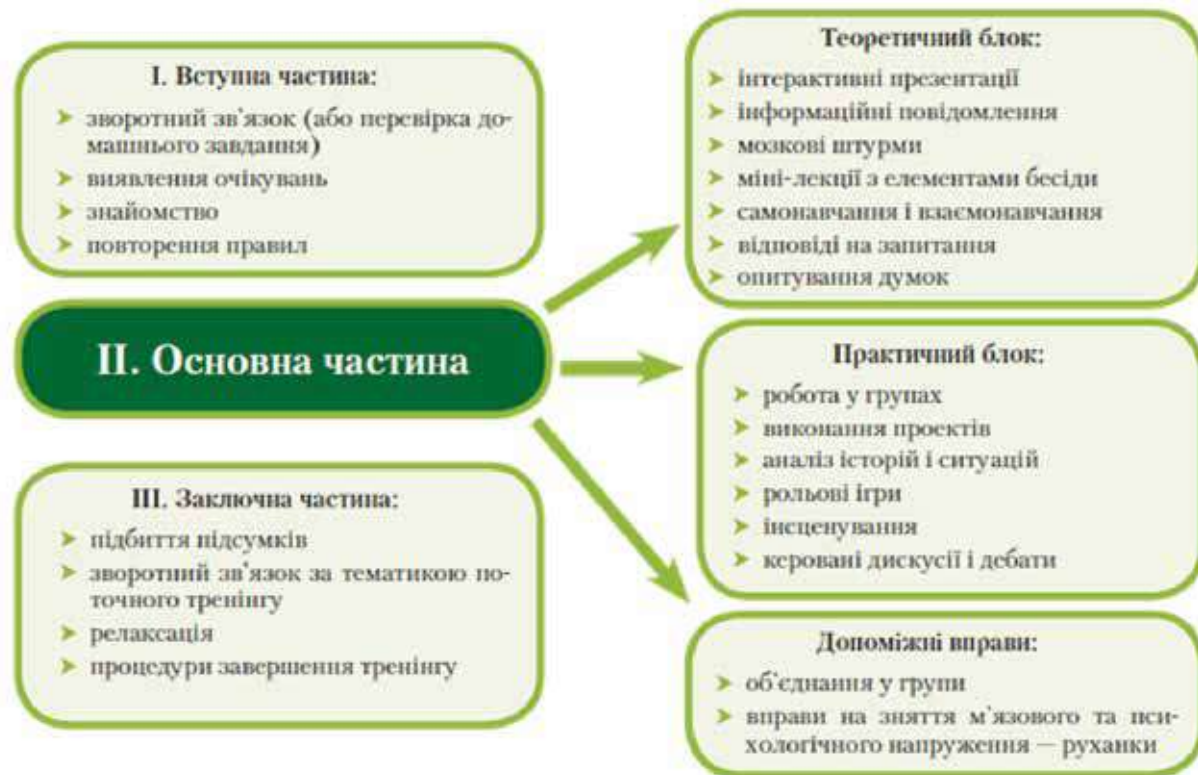 I. Вступна частина:
зворотний зв'язок (або перевірка до-
машнього завдання)
виявлення очікувань
знайомство
повторення правил
II. Основна частина
III. Заключна частина:
підбиття підсумків
зворотний зв'язок за тематикою по-
точного тренінгу
релаксація
процедури завершення тренінгу
Теоретичний блок:
інтерактивні презентації
інформаційні повідомлення
мозкові штурми
міні-лекції з елементами бесіди
самонавчання і взаємонавчання
відповіді на запитання
опитування думок
Практичний блок:
робота у групах
виконання проектів
аналіз історій і ситуацій
рольові ігри
інсценування
керовані дискусії і дебати
Допоміжні вправи:
об'єднання у групи
вправи на зняття м'язового та пси-
хологічного напруження — руханки